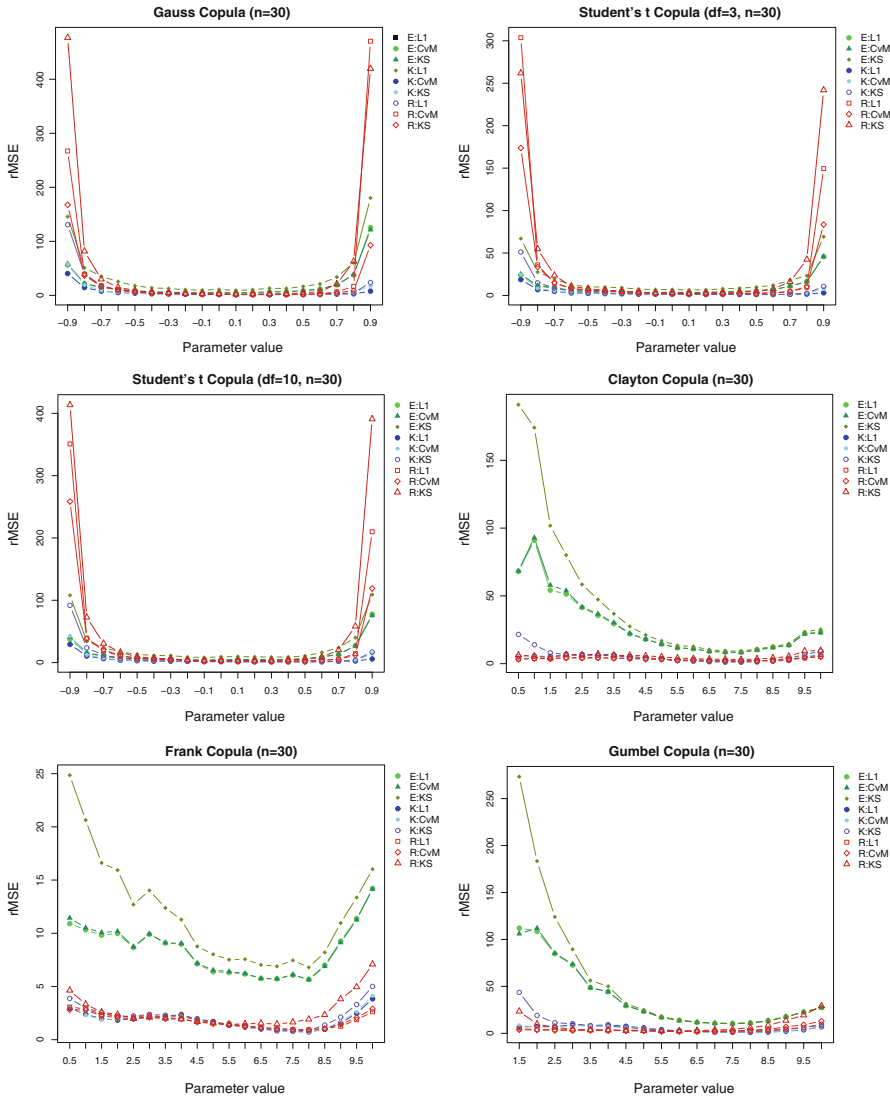 Gauss Copula (n=30)
rMSE
400
300
200
100
0
−0.9
−0.7
−0.5
−0.3
−0.1
0.1
0.3
0.5
0.7
0.9
Parameter value
E:L1
E:CvM
E:KS
K:L1
K:CvM
K:KS
R:L1
R:CvM
R:KS
Student's t Copula (df=3, n=30)
rMSE
300
250
200
150
100
50
0
−0.9
−0.7
−0.5
−0.3
−0.1
0.1
0.3
0.5
0.7
0.9
Parameter value
E:L1
E:CvM
E:KS
K:L1
K:CvM
K:KS
R:L1
R:CvM
R:KS
Student's t Copula (df=10, n=30)
rMSE
400
300
200
100
0
−0.9
−0.7
−0.5
−0.3
−0.1
0.1
0.3
0.5
0.7
0.9
Parameter value
E:L1
E:CvM
E:KS
K:L1
K:CvM
K:KS
R:L1
R:CvM
R:KS
Clayton Copula (n=30)
rMSE
150
100
50
0
0.5
1.5
2.5
3.5
4.5
5.5
6.5
7.5
8.5
9.5
Parameter value
E:L1
E:CvM
E:KS
K:L1
K:CvM
K:KS
R:L1
R:CvM
R:KS
Frank Copula (n=30)
rMSE
25
20
15
10
5
0
0.5
1.5
2.5
3.5
4.5
5.5
6.5
7.5
8.5
9.5
Parameter value
E:L1
E:CvM
E:KS
K:L1
K:CvM
K:KS
R:L1
R:CvM
R:KS
Gumbel Copula (n=30)
rMSE
250
200
150
100
50
0
1.5
2.5
3.5
4.5
5.5
6.5
7.5
8.5
9.5
Parameter value
E:L1
E:CvM
E:KS
K:L1
K:CvM
K:KS
R:L1
R:CvM
R:KS